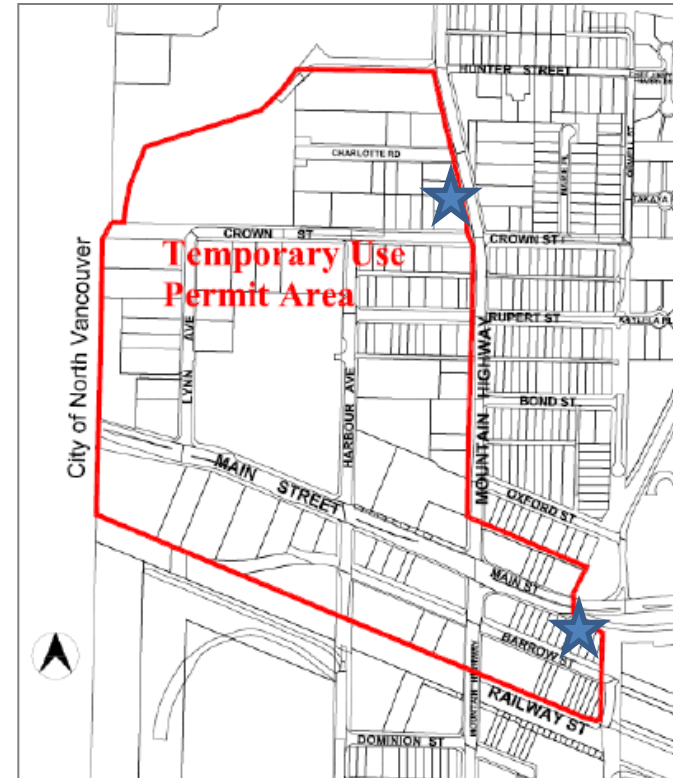 HUNTER STREET
CHARLOTTE RD
CROWN ST
CROWN ST
Temporary Use
Permit Area
City of North Vancouver
LYNN AVE
HARBOUR AVE
RUPERT ST
MOUNTAIN HIGHWAY
BOND ST
MAIN STREET
OXFORD ST
MAIN ST
BARROW ST
MOUNTAIN HIGHWAY
RAILWAY ST
DOMINION ST